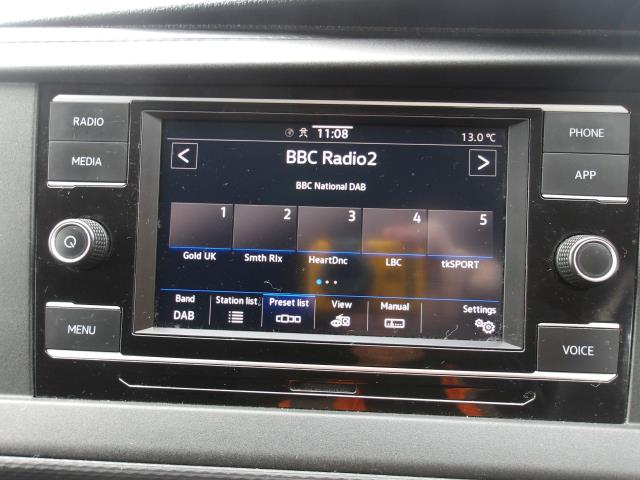 RADIO
MEDIA
MENU
11:08
13.0 °C
< BBC Radio2 >
BBC National DAB
1 2 3 4 5
Gold UK Smth Rlx HeartDnc LBC tkSPORT
Band Station list Preset list View Manual Settings
DAB
PHONE
APP
VOICE